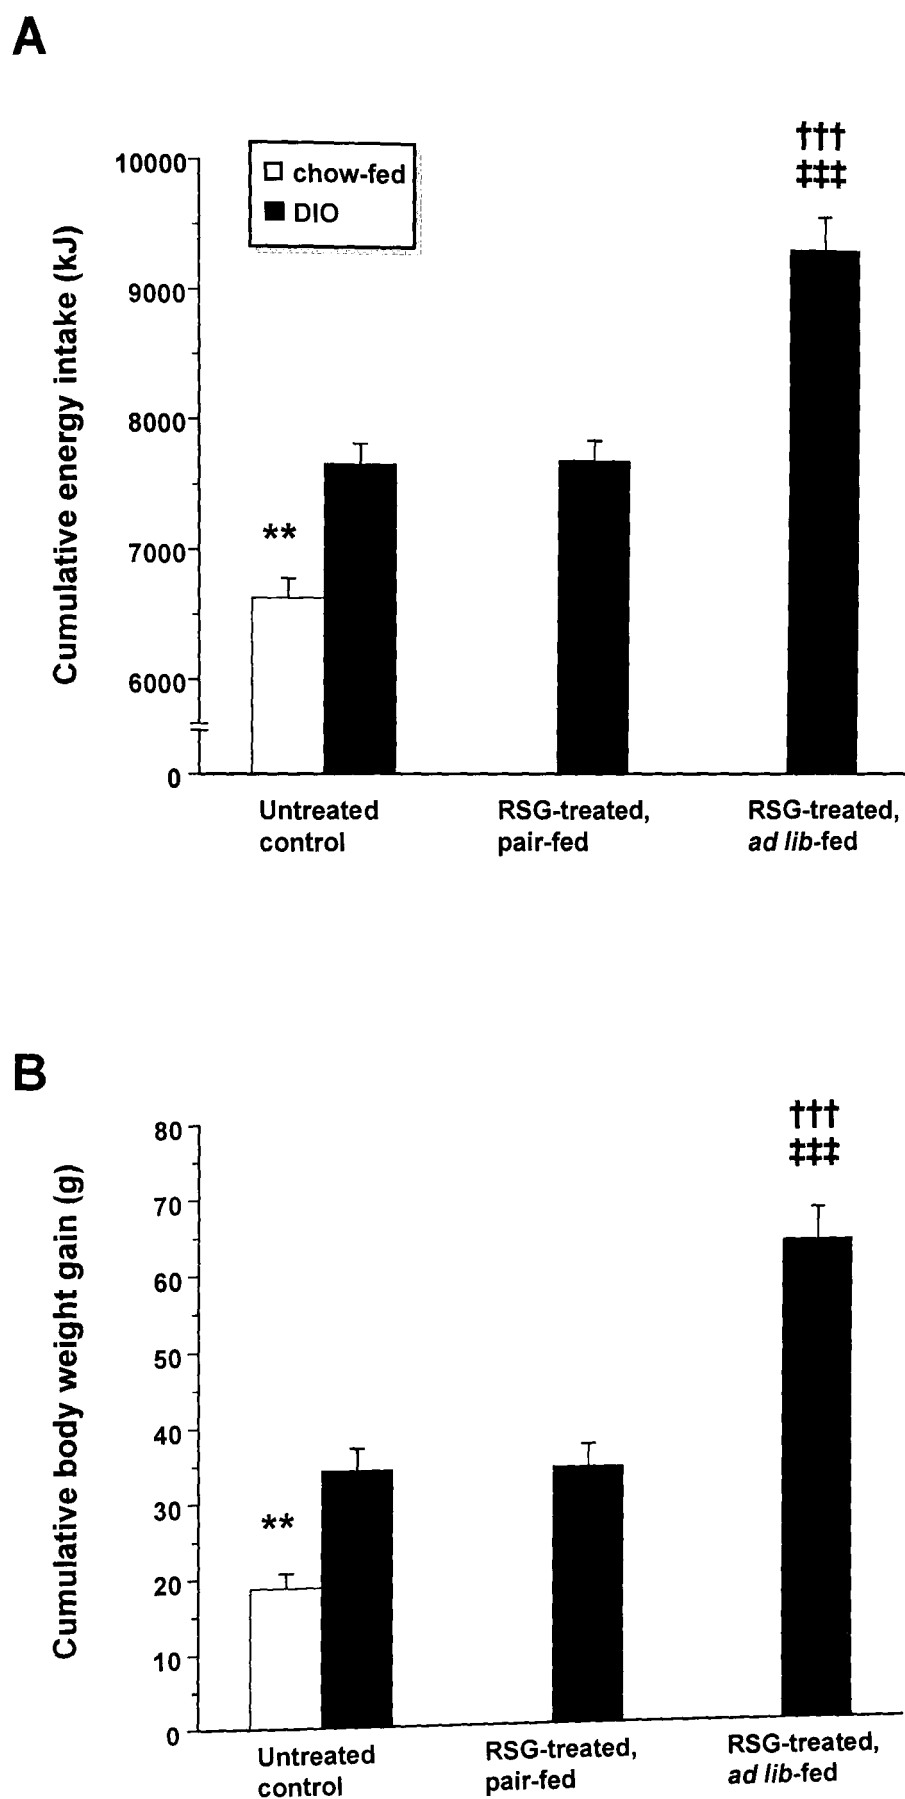 A
†††
‡‡‡
10000
9000
8000
7000
6000
0
Cumulative energy intake (kJ)
chow-fed
DIO
**
Untreated
control
RSG-treated,
pair-fed
RSG-treated,
ad lib-fed
B
†††
‡‡‡
80
70
60
50
40
30
20
10
0
Cumulative body weight gain (g)
**
Untreated
control
RSG-treated,
pair-fed
RSG-treated,
ad lib-fed